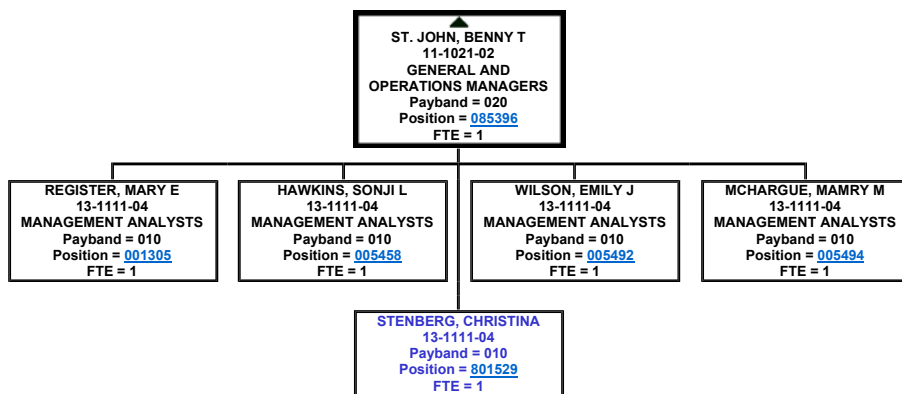 ST. JOHN, BENNY T
11-1021-02
GENERAL AND
OPERATIONS MANAGERS
Payband = 020
Position = 085396
FTE = 1
REGISTER, MARY E
13-1111-04
MANAGEMENT ANALYSTS
Payband = 010
Position = 001305
FTE = 1
HAWKINS, SONJI L
13-1111-04
MANAGEMENT ANALYSTS
Payband = 010
Position = 005458
FTE = 1
WILSON, EMILY J
13-1111-04
MANAGEMENT ANALYSTS
Payband = 010
Position = 005492
FTE = 1
MCHARGUE, MAMRY M
13-1111-04
MANAGEMENT ANALYSTS
Payband = 010
Position = 005494
FTE = 1
STENBERG, CHRISTINA
13-1111-04
Payband = 010
Position = 801529
FTE = 1